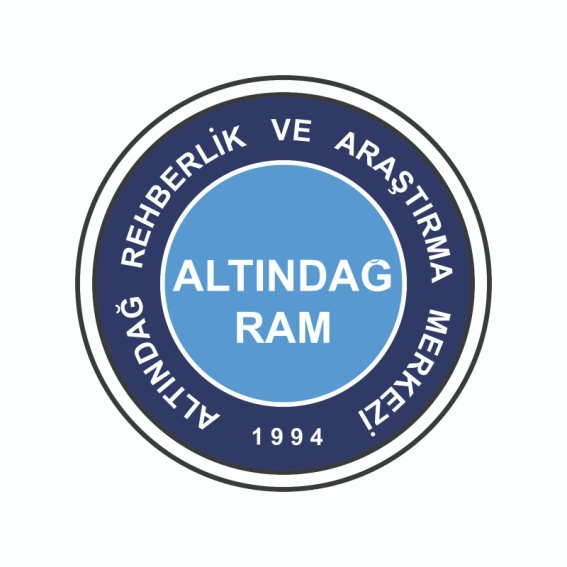 ALTINDAĞ REHBERLİK VE ARAŞTIRMA MERKEZİ
ALTINDAĞ
RAM
1994